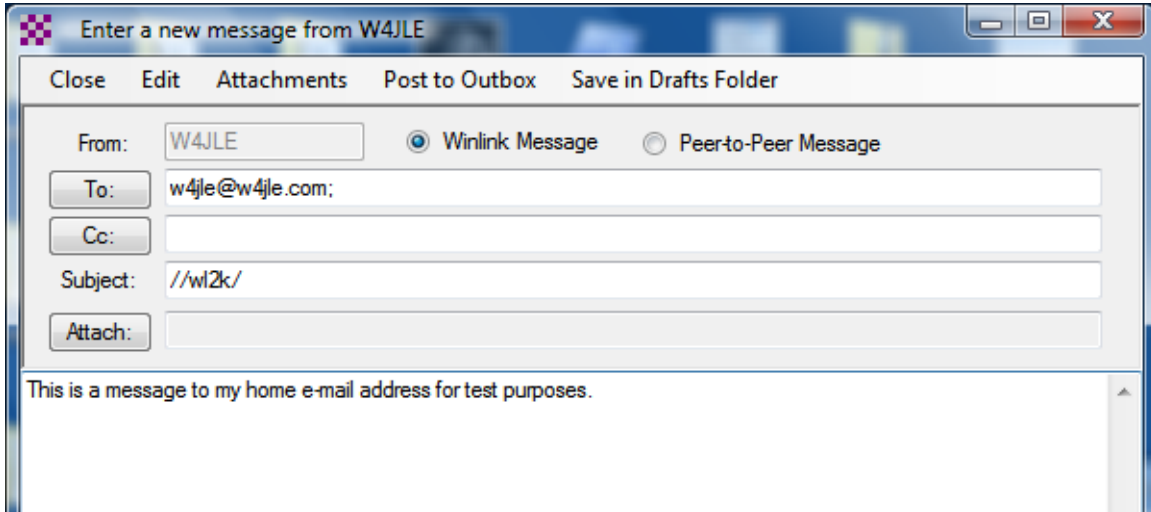 Enter a new message from W4JLE
Close Edit Attachments Post to Outbox Save in Drafts Folder
From: W4JLE Winlink Message Peer-to-Peer Message
To: w4jle@w4jle.com;
Cc:
Subject: //wl2k/
Attach:
This is a message to my home e-mail address for test purposes.